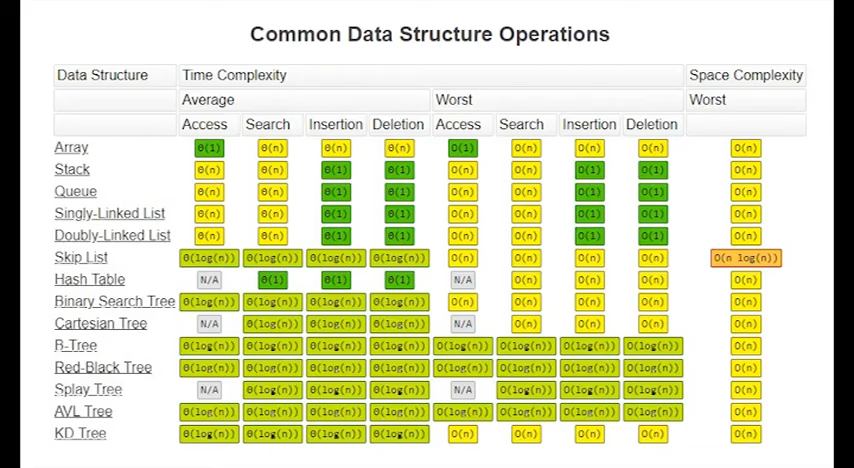 Common Data Structure Operations
Data Structure Time Complexity Space Complexity
Average Worst Worst
Access Search Insertion Deletion Access Search Insertion Deletion
Array Θ(1) Θ(n) Θ(n) Θ(n) O(1) O(n) O(n) O(n) O(n)
Stack Θ(n) Θ(n) Θ(1) Θ(1) O(n) O(n) O(1) O(1) O(n)
Queue Θ(n) Θ(n) Θ(1) Θ(1) O(n) O(n) O(1) O(1) O(n)
Singly-Linked List Θ(n) Θ(n) Θ(1) Θ(1) O(n) O(n) O(1) O(1) O(n)
Doubly-Linked List Θ(n) Θ(n) Θ(1) Θ(1) O(n) O(n) O(1) O(1) O(n)
Skip List Θ(log(n)) Θ(log(n)) Θ(log(n)) Θ(log(n)) O(n) O(n) O(n) O(n) O(n log(n))
Hash Table N/A Θ(1) Θ(1) Θ(1) N/A O(n) O(n) O(n) O(n)
Binary Search Tree Θ(log(n)) Θ(log(n)) Θ(log(n)) Θ(log(n)) O(n) O(n) O(n) O(n) O(n)
Cartesian Tree N/A Θ(log(n)) Θ(log(n)) Θ(log(n)) N/A O(n) O(n) O(n) O(n)
B-Tree Θ(log(n)) Θ(log(n)) Θ(log(n)) Θ(log(n)) O(log(n)) O(log(n)) O(log(n)) O(log(n)) O(n)
Red-Black Tree Θ(log(n)) Θ(log(n)) Θ(log(n)) Θ(log(n)) O(log(n)) O(log(n)) O(log(n)) O(log(n)) O(n)
Splay Tree N/A Θ(log(n)) Θ(log(n)) Θ(log(n)) N/A O(log(n)) O(log(n)) O(log(n)) O(n)
AVL Tree Θ(log(n)) Θ(log(n)) Θ(log(n)) Θ(log(n)) O(log(n)) O(log(n)) O(log(n)) O(log(n)) O(n)
KD Tree Θ(log(n)) Θ(log(n)) Θ(log(n)) Θ(log(n)) O(n) O(n) O(n) O(n) O(n)